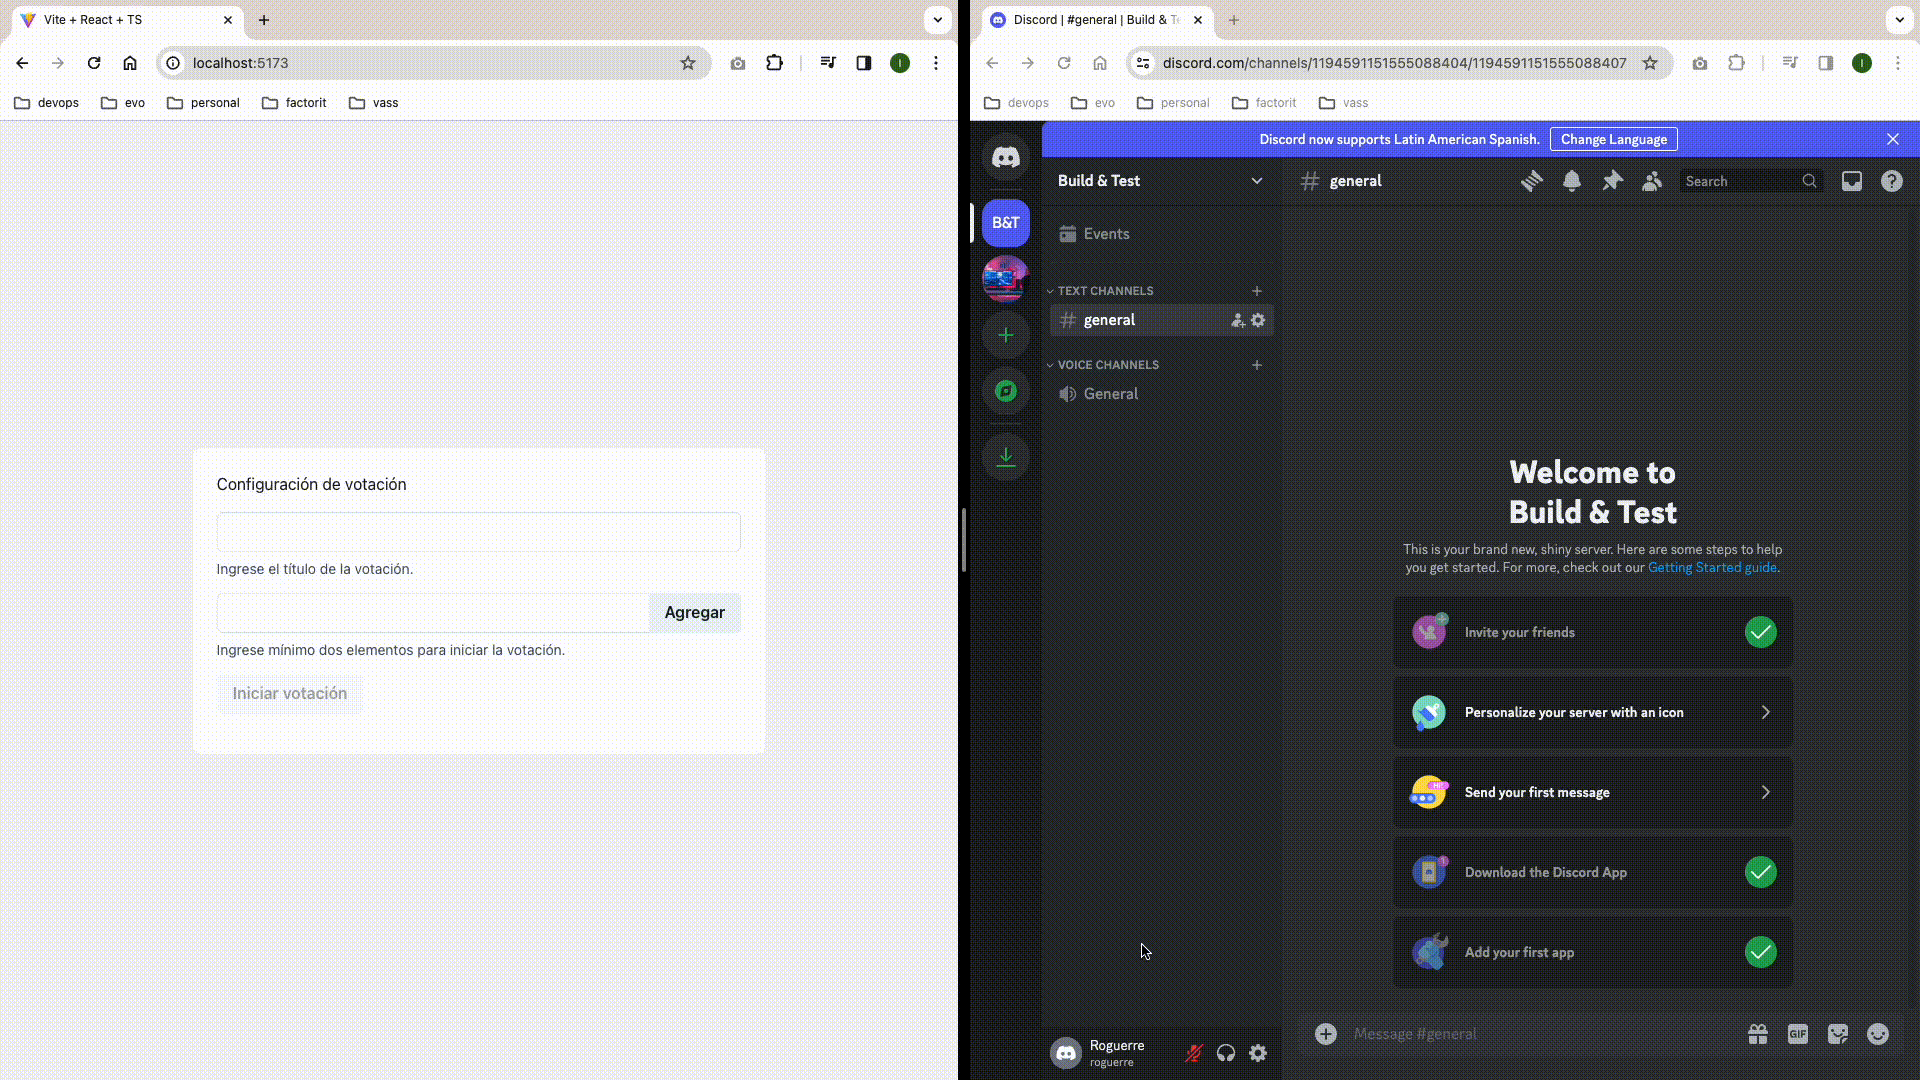 Vite + React + TS
localhost:5173
devops
evo
personal
factorit
vass
Configuración de votación
Ingrese el título de la votación.
Agregar
Ingrese mínimo dos elementos para iniciar la votación.
Iniciar votación
Discord | #general | Build & Te
discord.com/channels/1194591151555088404/1194591151555088407
devops
evo
personal
factorit
vass
Discord now supports Latin American Spanish.
Change Language
B&T
Build & Test
Events
TEXT CHANNELS
general
VOICE CHANNELS
General
Roguerre
roguerre
general
Search
Welcome to
Build & Test
This is your brand new, shiny server. Here are some steps to help
you get started. For more, check out our Getting Started guide.
Invite your friends
Personalize your server with an icon
Send your first message
Download the Discord App
Add your first app
Message #general
GIF